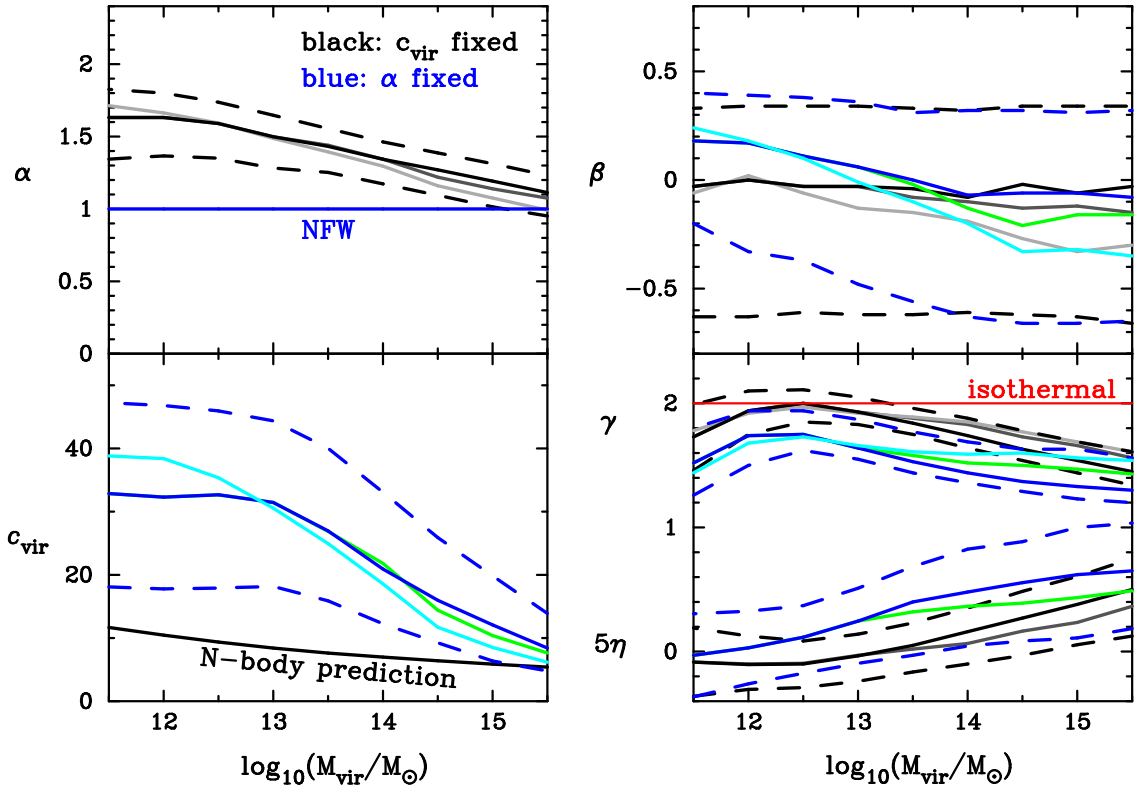 2
1.5
1
0.5
0
α
black: c_vir fixed
blue: α fixed
NFW
0.5
0
−0.5
β
40
20
0
c_vir
N-body prediction
12
13
14
15
log₁₀(M_vir/M_⊙)
isothermal
2
1
0
γ
5η
12
13
14
15
log₁₀(M_vir/M_⊙)